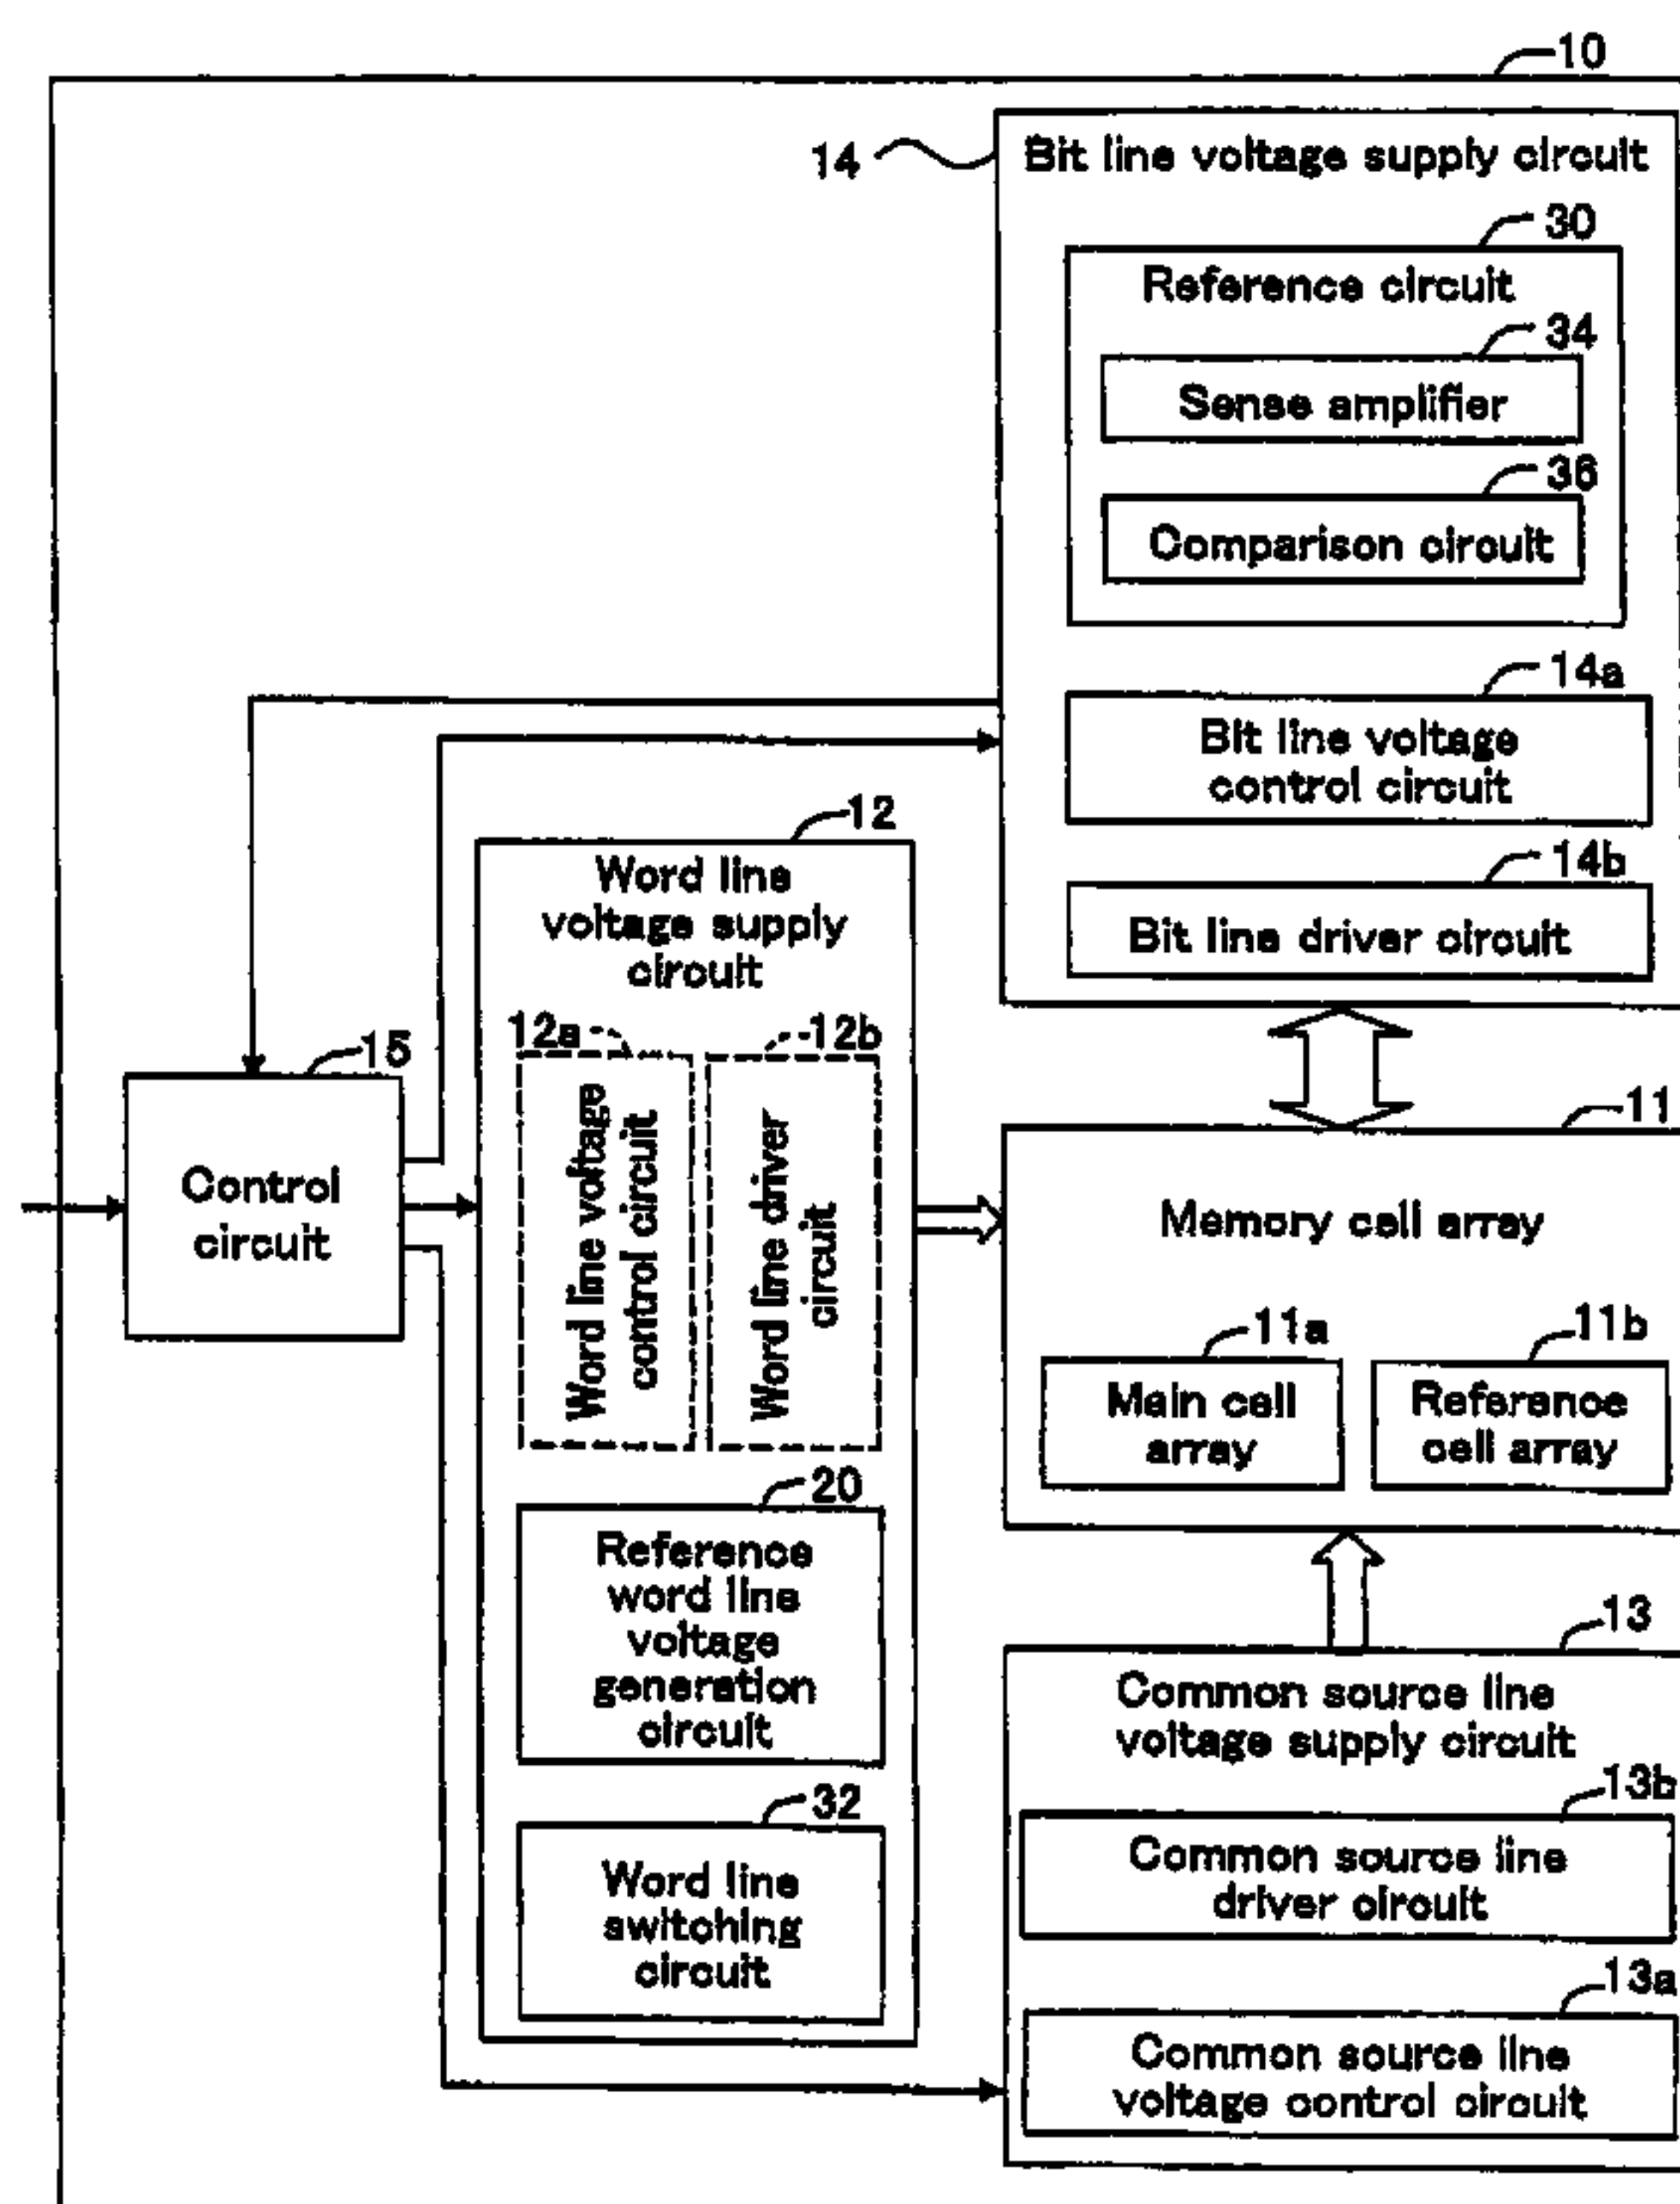 10
14
Bit line voltage supply circuit
30
Reference circuit
34
Sense amplifier
36
Comparison circuit
14a
Bit line voltage
control circuit
14b
Bit line driver circuit
12
Word line
voltage supply
circuit
12a
12b
Word line voltage
control circuit
Word line driver
circuit
15
Control
circuit
11
Memory cell array
11a
Main cell
array
11b
Reference
cell array
20
Reference
word line
voltage
generation
circuit
32
Word line
switching
circuit
13
Common source line
voltage supply circuit
13b
Common source line
driver circuit
13a
Common source line
voltage control circuit